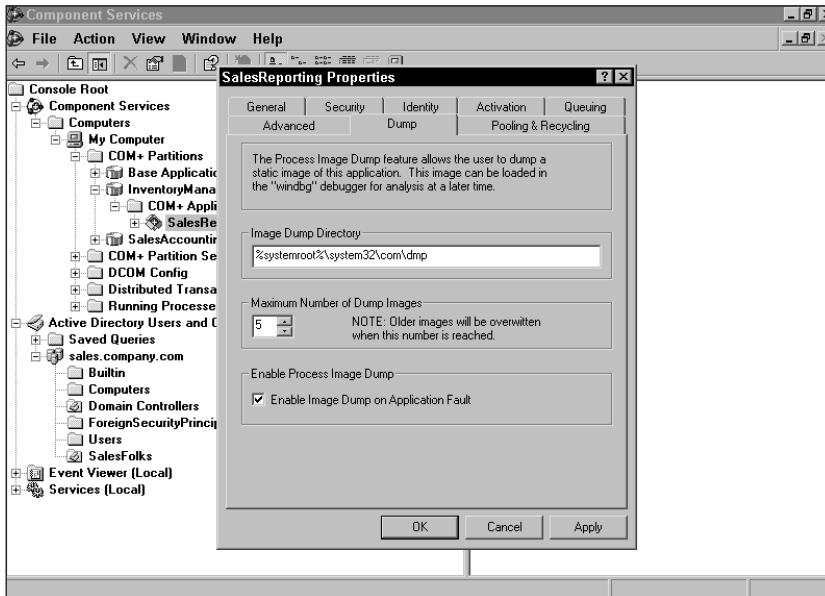 Component Services
File Action View Window Help
SalesReporting Properties
General Security Identity Activation Queuing
Advanced Dump Pooling & Recycling
The Process Image Dump feature allows the user to dump a
static image of this application. This image can be loaded in
the "windbg" debugger for analysis at a later time.
Image Dump Directory
%systemroot%\system32\com\dmp
Maximum Number of Dump Images
5
NOTE: Older images will be overwitten
when this number is reached.
Enable Process Image Dump
Enable Image Dump on Application Fault
OK Cancel Apply
Console Root
Component Services
Computers
My Computer
COM+ Partitions
Base Applicatio
InventoryMana
COM+ Appli
SalesRe
SalesAccountin
COM+ Partition Se
DCOM Config
Distributed Transa
Running Processe
Active Directory Users and C
Saved Queries
sales.company.com
Builtin
Computers
Domain Controllers
ForeignSecurityPrincip
Users
SalesFolks
Event Viewer (Local)
Services (Local)